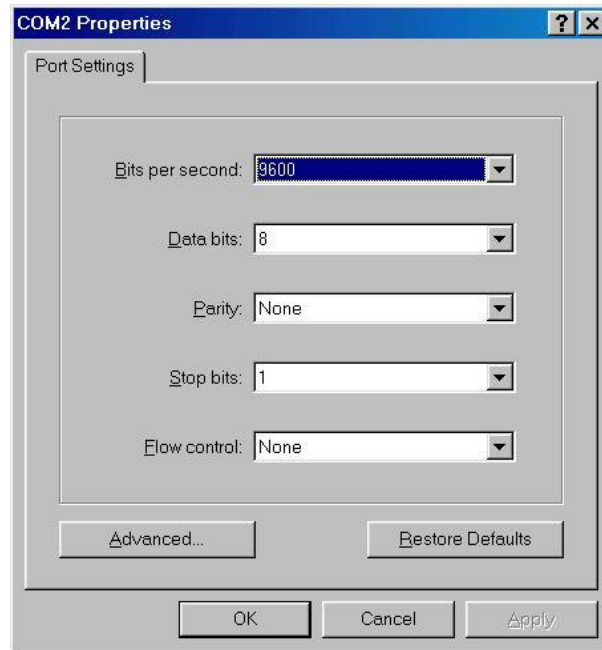 COM2 Properties
Port Settings
Bits per second: 9600
Data bits: 8
Parity: None
Stop bits: 1
Flow control: None
Advanced... Restore Defaults
OK Cancel Apply